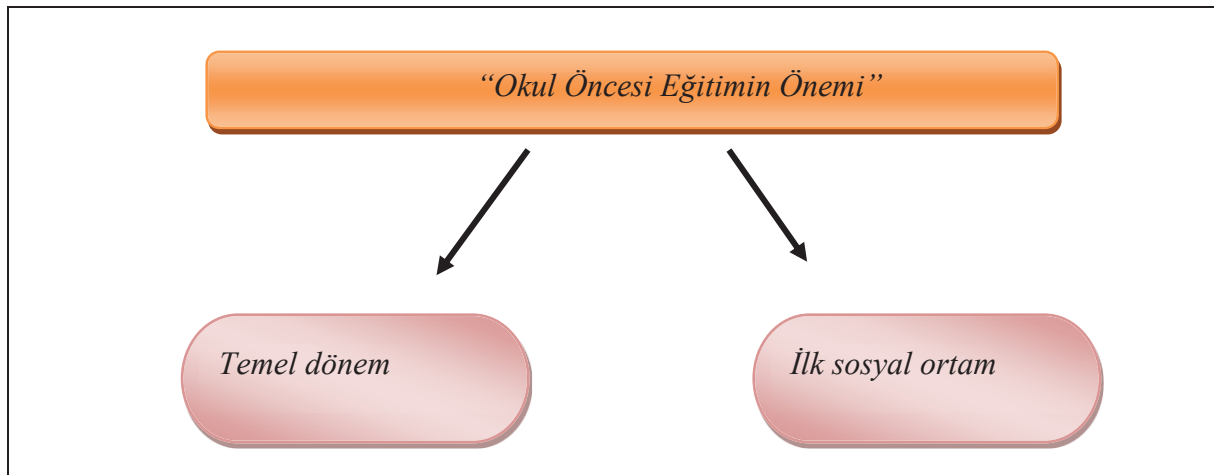 “Okul Öncesi Eğitimin Önemi”
Temel dönem
İlk sosyal ortam